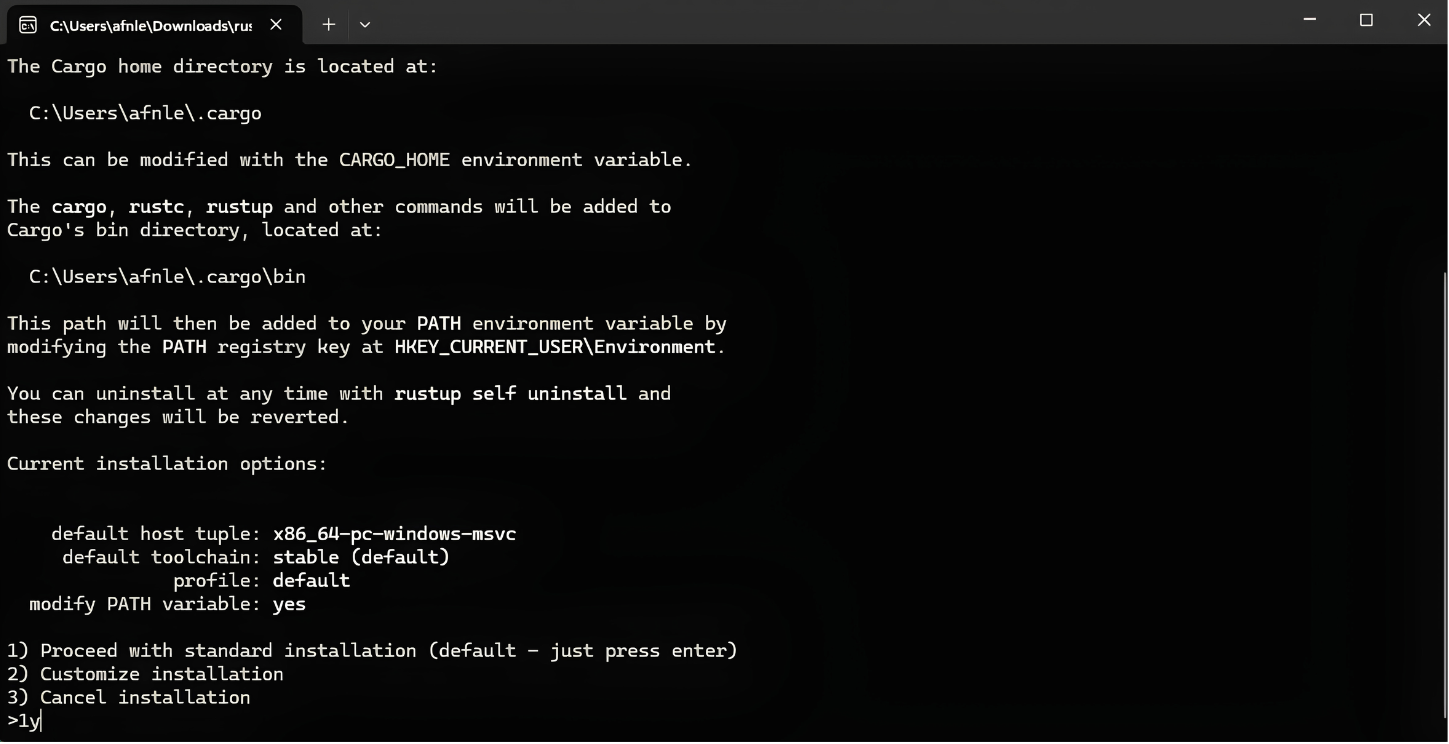 C:\Users\afnle\Downloads\rus
The Cargo home directory is located at:
C:\Users\afnle\.cargo
This can be modified with the CARGO_HOME environment variable.
The cargo, rustc, rustup and other commands will be added to
Cargo's bin directory, located at:
C:\Users\afnle\.cargo\bin
This path will then be added to your PATH environment variable by
modifying the PATH registry key at HKEY_CURRENT_USER\Environment.
You can uninstall at any time with rustup self uninstall and
these changes will be reverted.
Current installation options:
default host tuple: x86_64-pc-windows-msvc
default toolchain: stable (default)
profile: default
modify PATH variable: yes
1) Proceed with standard installation (default - just press enter)
2) Customize installation
3) Cancel installation
>1y